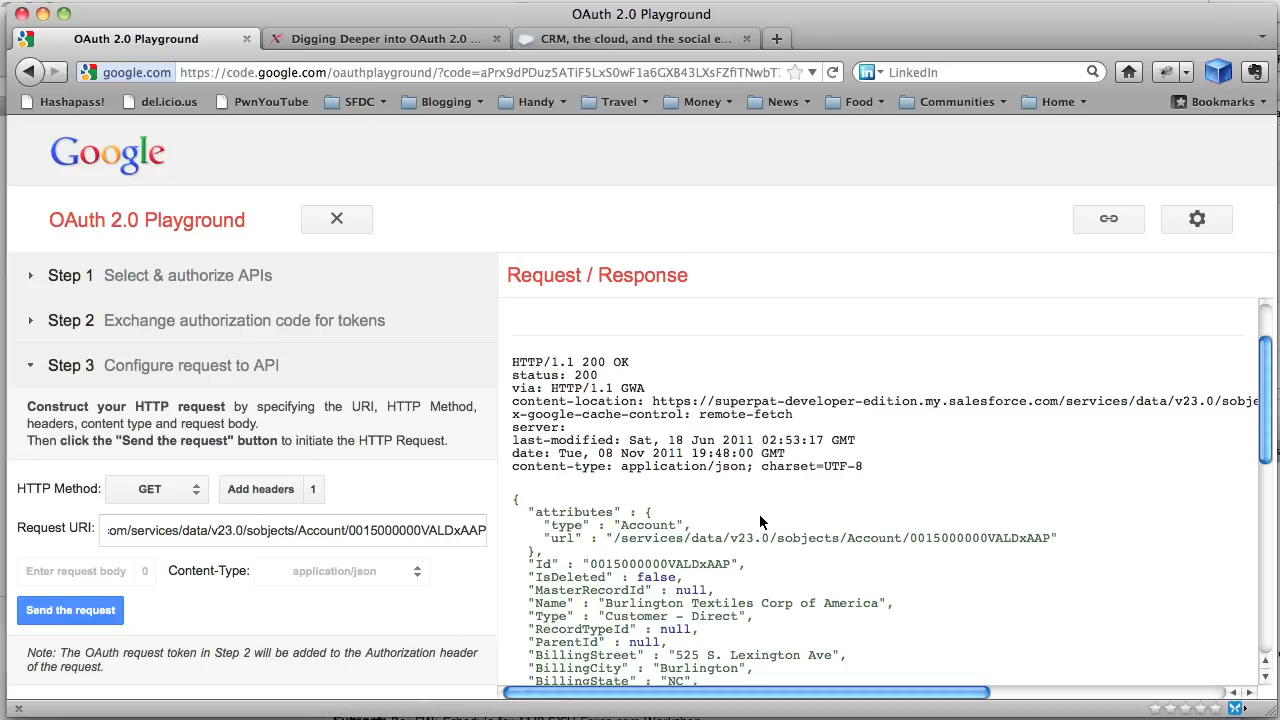 OAuth 2.0 Playground
OAuth 2.0 Playground
Digging Deeper into OAuth 2.0 ...
CRM, the cloud, and the social e...
google.com
https://code.google.com/oauthplayground/?code=aPrx9dPDuz5ATiF5LxS0wF1a6GXB43LXsFZfiTNwbT
LinkedIn
Hashapass!
del.icio.us
PwnYouTube
SFDC
Blogging
Handy
Travel
Money
News
Food
Communities
Home
Bookmarks
Google
OAuth 2.0 Playground
Step 1 Select & authorize APIs
Step 2 Exchange authorization code for tokens
Step 3 Configure request to API
Construct your HTTP request by specifying the URI, HTTP Method,
headers, content type and request body.
Then click the "Send the request" button to initiate the HTTP Request.
HTTP Method: GET Add headers 1
Request URI: com/services/data/v23.0/sobjects/Account/0015000000VALDxAAP
Enter request body 0 Content-Type: application/json
Send the request
Note: The OAuth request token in Step 2 will be added to the Authorization header
of the request.
Request / Response
HTTP/1.1 200 OK
status: 200
via: HTTP/1.1 GWA
content-location: https://superpat-developer-edition.my.salesforce.com/services/data/v23.0/sobje
x-google-cache-control: remote-fetch
server:
last-modified: Sat, 18 Jun 2011 02:53:17 GMT
date: Tue, 08 Nov 2011 19:48:00 GMT
content-type: application/json; charset=UTF-8
{
"attributes" : {
"type" : "Account",
"url" : "/services/data/v23.0/sobjects/Account/0015000000VALDxAAP"
},
"Id" : "0015000000VALDxAAP",
"IsDeleted" : false,
"MasterRecordId" : null,
"Name" : "Burlington Textiles Corp of America",
"Type" : "Customer - Direct",
"RecordTypeId" : null,
"ParentId" : null,
"BillingStreet" : "525 S. Lexington Ave",
"BillingCity" : "Burlington",
"BillingState" : "NC",